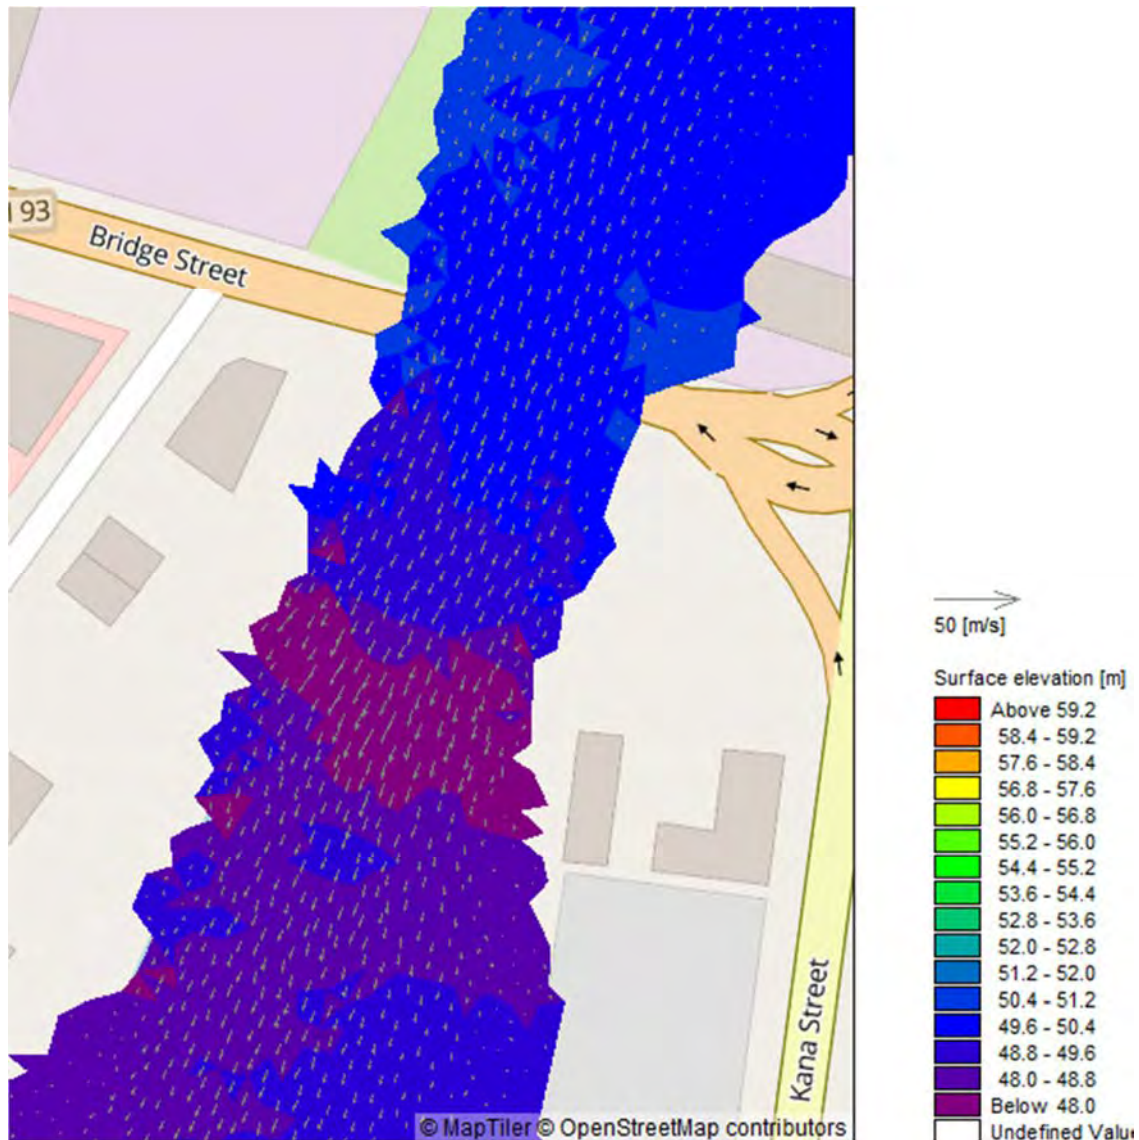 93
Bridge Street
50 [m/s]
Surface elevation [m]
Above 59.2
58.4 - 59.2
57.6 - 58.4
56.8 - 57.6
56.0 - 56.8
55.2 - 56.0
54.4 - 55.2
53.6 - 54.4
52.8 - 53.6
52.0 - 52.8
51.2 - 52.0
50.4 - 51.2
49.6 - 50.4
48.8 - 49.6
48.0 - 48.8
Below 48.0
Undefined Value
Kana Street
© MapTiler © OpenStreetMap contributors